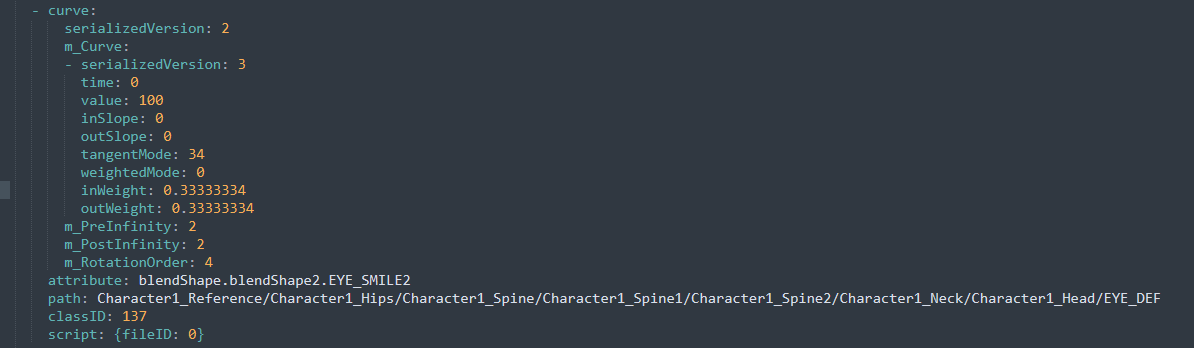 - curve:
serializedVersion: 2
m_Curve:
- serializedVersion: 3
time: 0
value: 100
inSlope: 0
outSlope: 0
tangentMode: 34
weightedMode: 0
inWeight: 0.33333334
outWeight: 0.33333334
m_PreInfinity: 2
m_PostInfinity: 2
m_RotationOrder: 4
attribute: blendShape.blendShape2.EYE_SMILE2
path: Character1_Reference/Character1_Hips/Character1_Spine/Character1_Spine1/Character1_Spine2/Character1_Neck/Character1_Head/EYE_DEF
classID: 137
script: {fileID: 0}